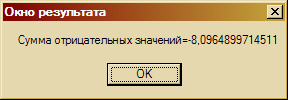 Окно результата
Сумма отрицательных значений=-8,0964899714511
OK